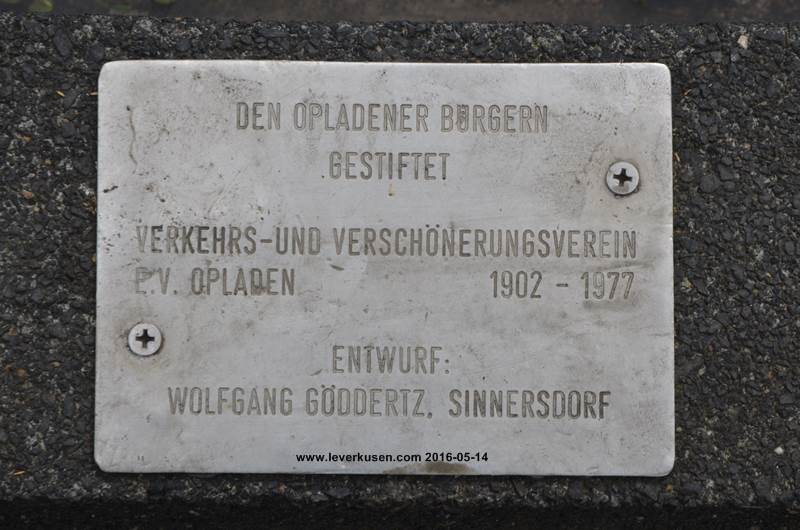 DEN OPLADENER BÜRGERN
GESTIFTET
VERKEHRS-UND VERSCHÖNERUNGSVEREIN
E.V. OPLADEN 1902 - 1977
ENTWURF:
WOLFGANG GÖDDERTZ, SINNERSDORF
www.leverkusen.com 2016-05-14